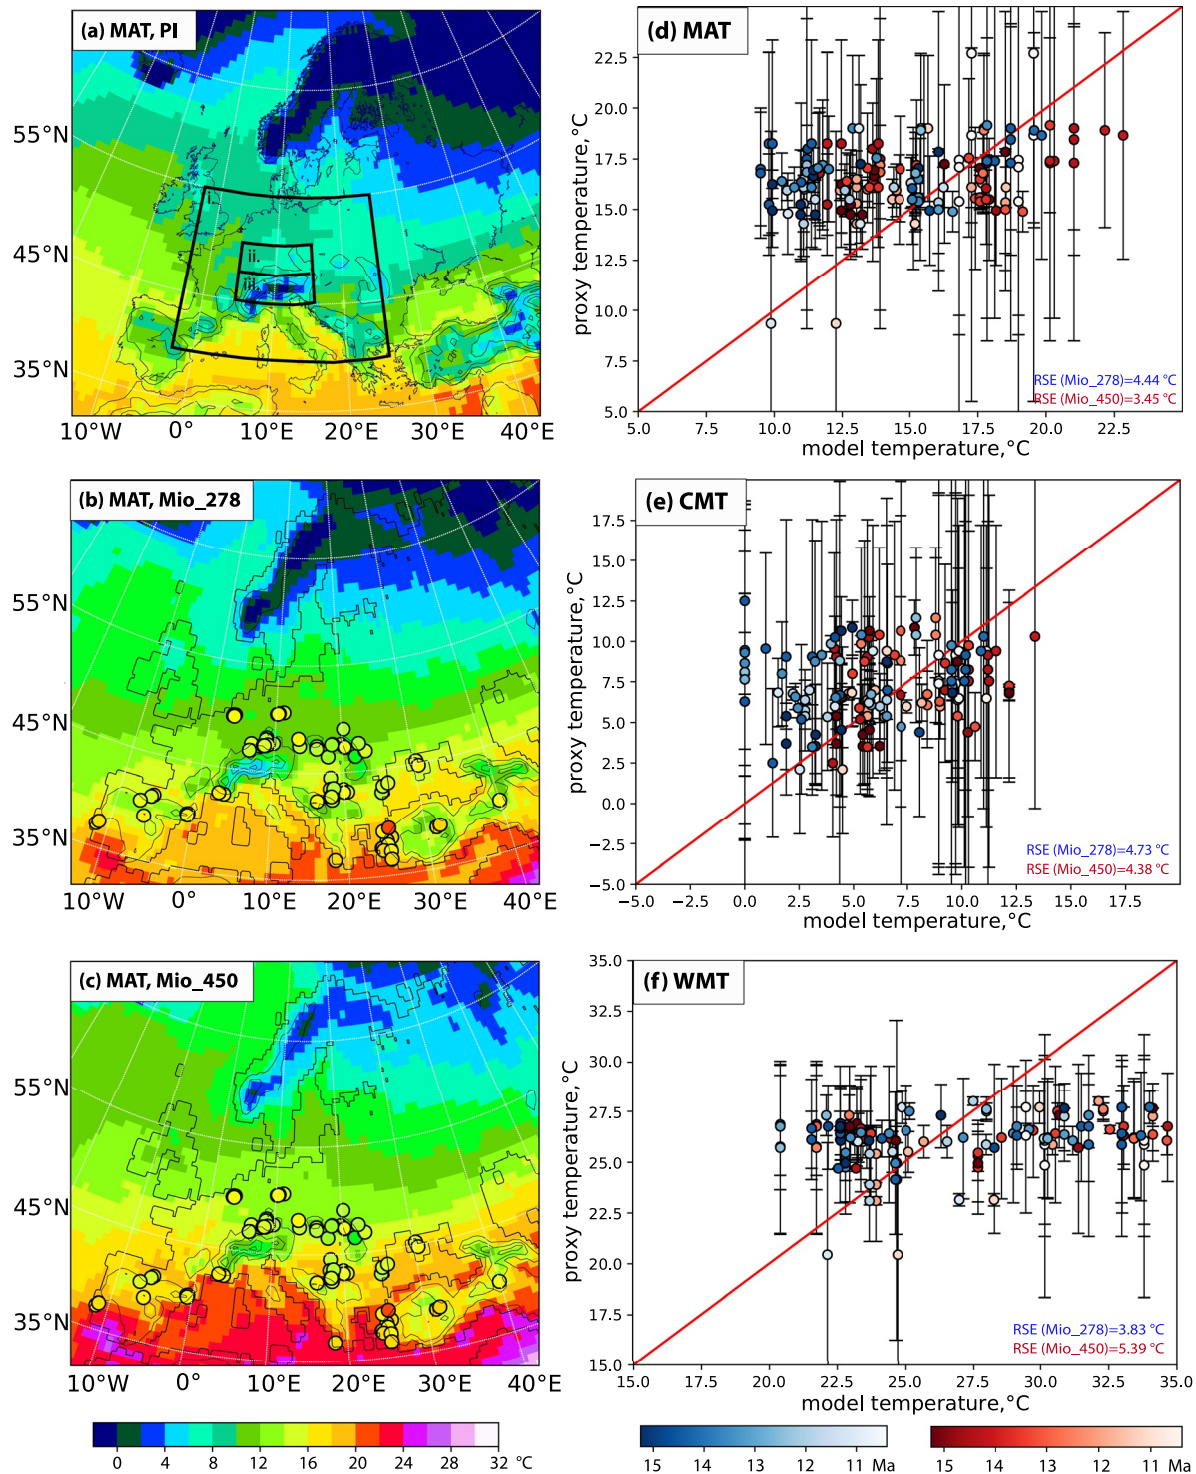 (a) MAT, PI
i.
ii.
iii.
55°N
45°N
35°N
10°W
0°
10°E
20°E
30°E
40°E
(b) MAT, Mio_278
55°N
45°N
35°N
10°W
0°
10°E
20°E
30°E
40°E
(c) MAT, Mio_450
55°N
45°N
35°N
10°W
0°
10°E
20°E
30°E
40°E
0 4 8 12 16 20 24 28 32 °C
(d) MAT
proxy temperature,°C
22.5
20.0
17.5
15.0
12.5
10.0
7.5
5.0
RSE (Mio_278)=4.44 °C
RSE (Mio_450)=3.45 °C
5.0 7.5 10.0 12.5 15.0 17.5 20.0 22.5
model temperature,°C
(e) CMT
proxy temperature,°C
17.5
15.0
12.5
10.0
7.5
5.0
2.5
0.0
−2.5
−5.0
RSE (Mio_278)=4.73 °C
RSE (Mio_450)=4.38 °C
−5.0 −2.5 0.0 2.5 5.0 7.5 10.0 12.5 15.0 17.5
model temperature,°C
(f) WMT
proxy temperature,°C
35.0
32.5
30.0
27.5
25.0
22.5
20.0
17.5
15.0
RSE (Mio_278)=3.83 °C
RSE (Mio_450)=5.39 °C
15.0 17.5 20.0 22.5 25.0 27.5 30.0 32.5 35.0
model temperature,°C
15 14 13 12 11 Ma
15 14 13 12 11 Ma